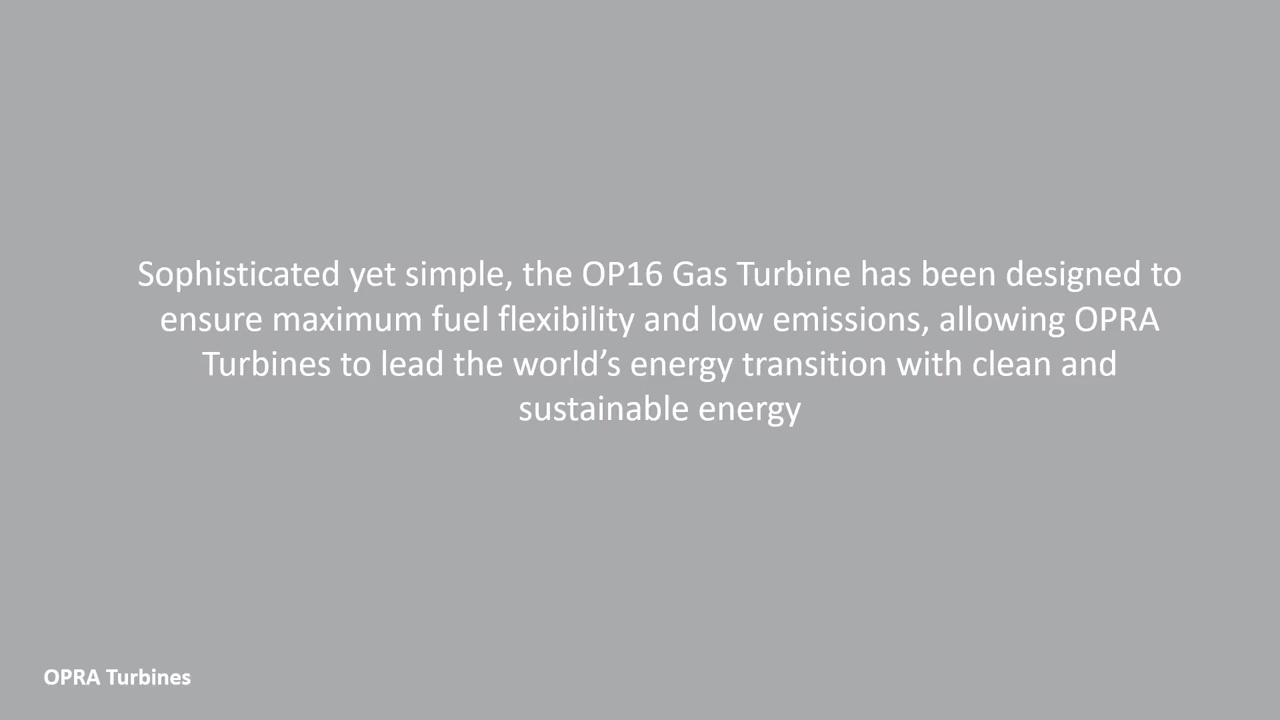 Sophisticated yet simple, the OP16 Gas Turbine has been designed to
ensure maximum fuel flexibility and low emissions, allowing OPRA
Turbines to lead the world’s energy transition with clean and
sustainable energy
OPRA Turbines